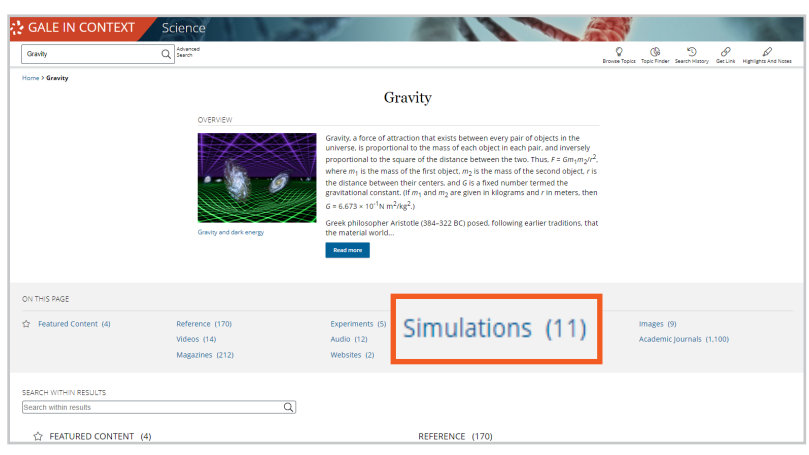 GALE IN CONTEXT Science
Gravity
Advanced
Search
Browse Topics Topic Finder Search History Get Link Highlights And Notes
Home > Gravity
Gravity
OVERVIEW
Gravity, a force of attraction that exists between every pair of objects in the
universe, is proportional to the mass of each object in each pair, and inversely
proportional to the square of the distance between the two. Thus, F = Gm₁m₂/r²,
where m₁ is the mass of the first object, m₂ is the mass of the second object, r is
the distance between their centers, and G is a fixed number termed the
gravitational constant. (If m₁ and m₂ are given in kilograms and r in meters, then
G = 6.673 × 10⁻¹N m²/kg².)
Greek philosopher Aristotle (384–322 BC) posed, following earlier traditions, that
the material world...
Gravity and dark energy
Read more
ON THIS PAGE
Featured Content (4)
Reference (170)
Videos (14)
Magazines (212)
Experiments (5)
Audio (12)
Websites (2)
Simulations (11)
Images (9)
Academic Journals (1,100)
SEARCH WITHIN RESULTS
Search within results
FEATURED CONTENT (4)
REFERENCE (170)